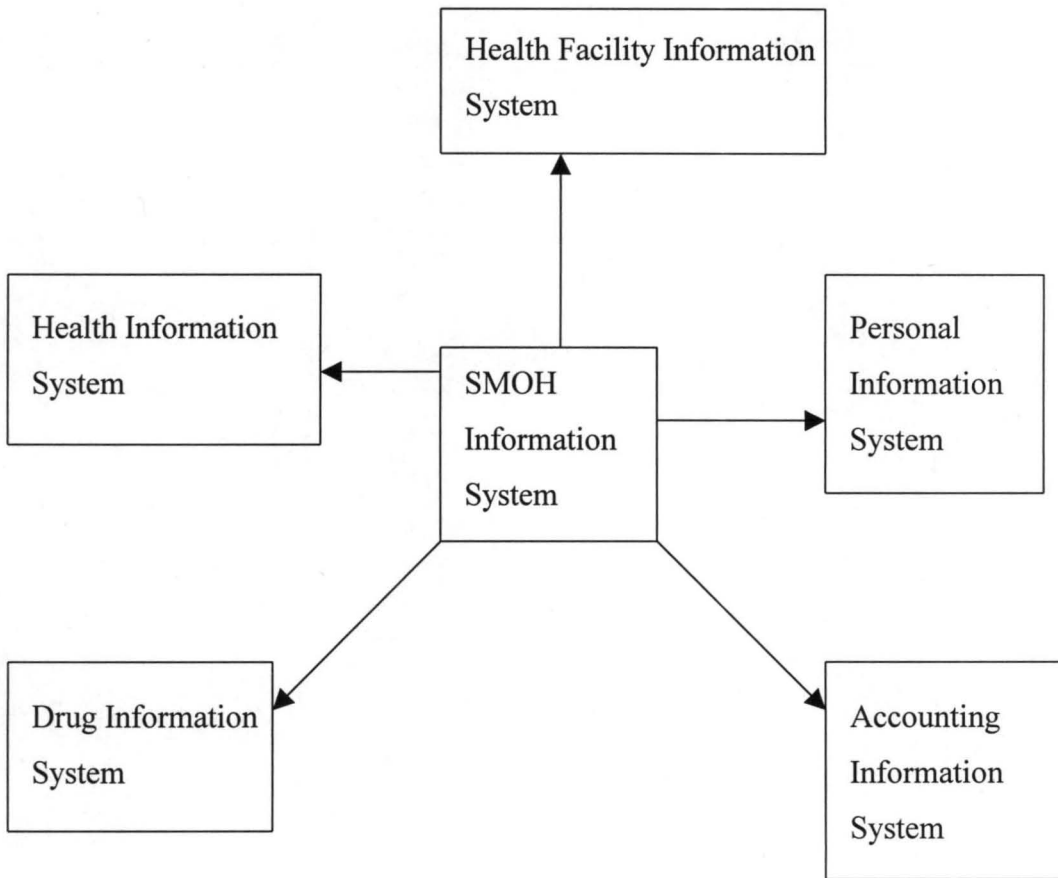 Health Facility Information
System
Health Information
System
SMOH
Information
System
Personal
Information
System
Drug Information
System
Accounting
Information
System